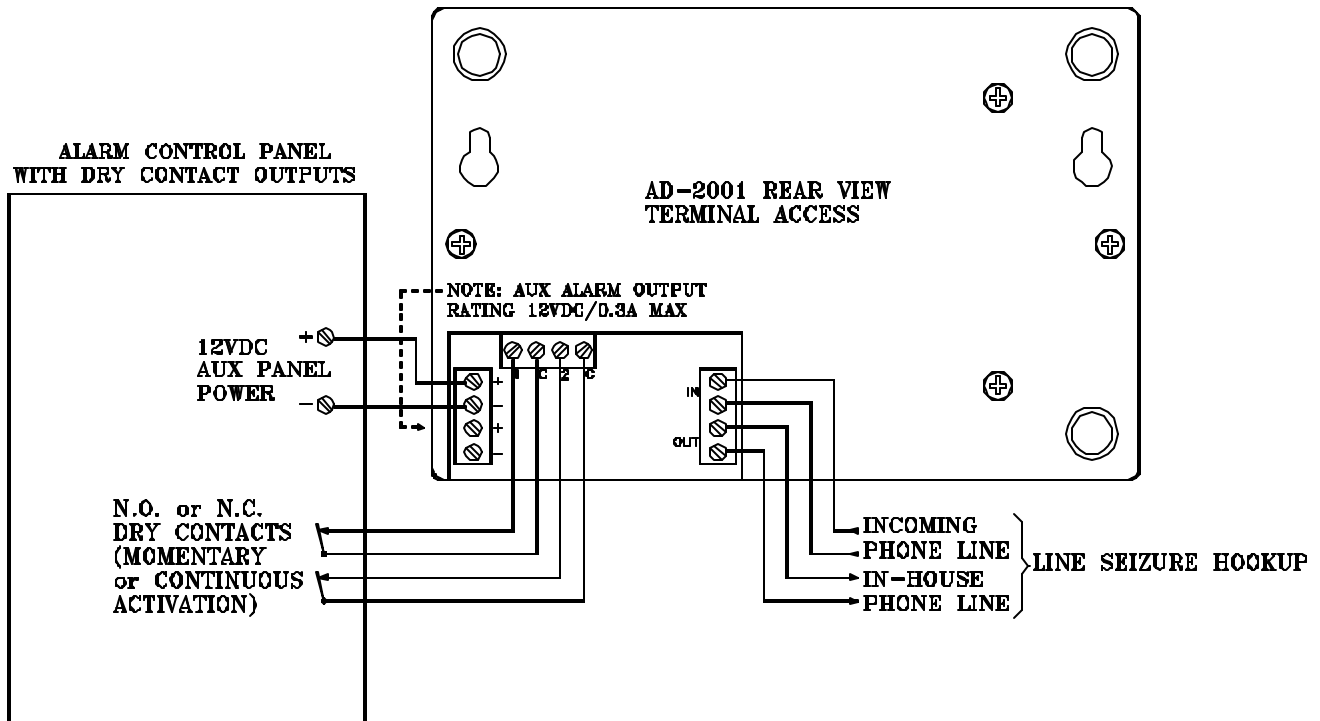 ALARM CONTROL PANEL
WITH DRY CONTACT OUTPUTS
AD-2001 REAR VIEW
TERMINAL ACCESS
NOTE: AUX ALARM OUTPUT
RATING 12VDC/0.3A MAX
+
12VDC
AUX PANEL
POWER
-
1 C 2 C
+
-
+
-
IN
OUT
N.O. or N.C.
DRY CONTACTS
(MOMENTARY
or CONTINUOUS
ACTIVATION)
INCOMING
PHONE LINE
IN-HOUSE
PHONE LINE
LINE SEIZURE HOOKUP